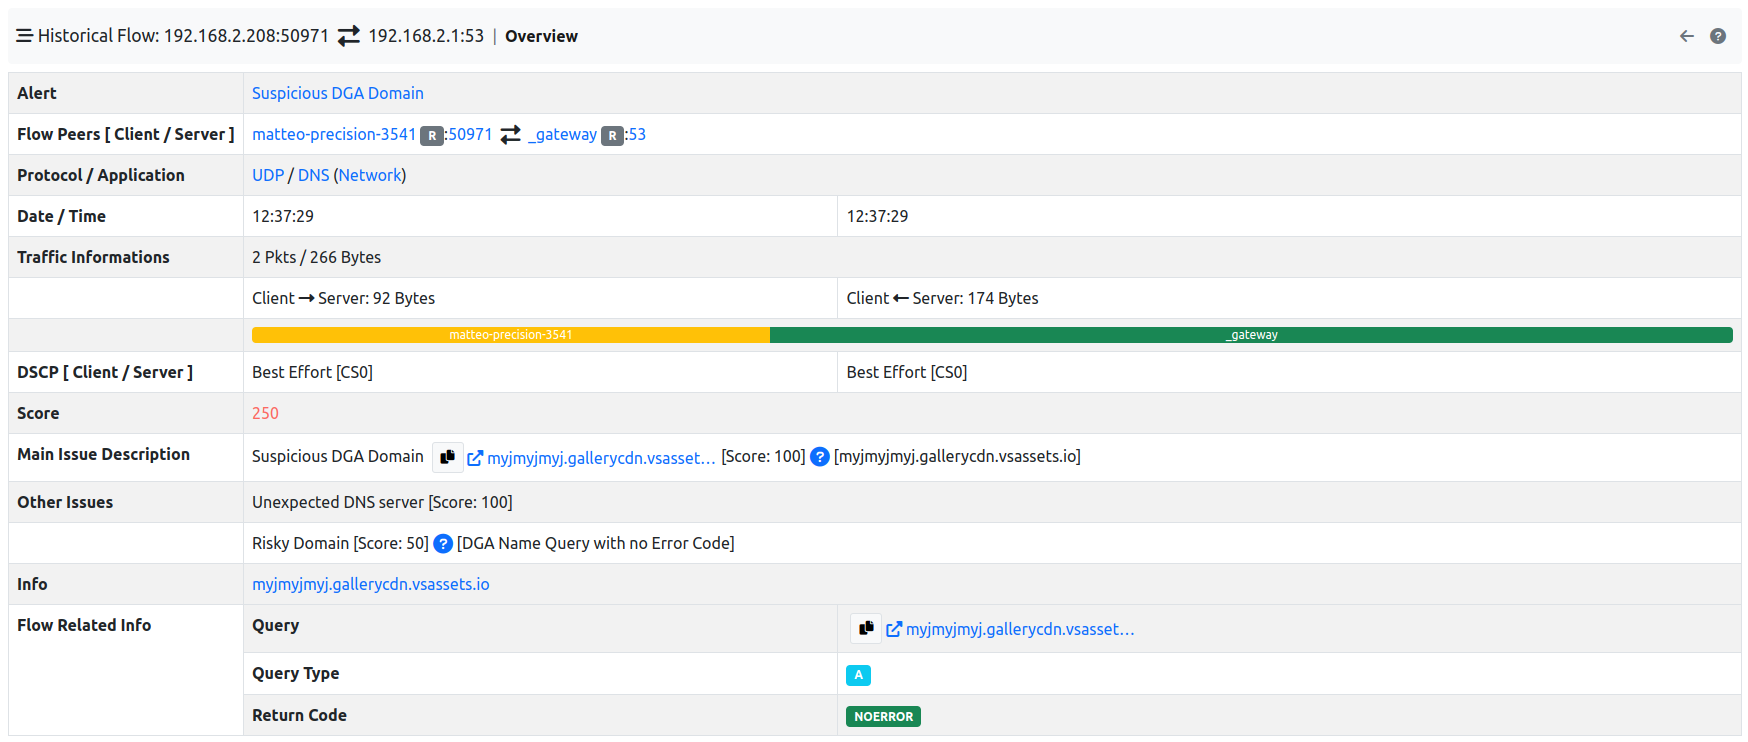 Historical Flow: 192.168.2.208:50971 192.168.2.1:53 | Overview
Alert Suspicious DGA Domain
Flow Peers [ Client / Server ] matteo-precision-3541 R :50971 _gateway R :53
Protocol / Application UDP / DNS (Network)
Date / Time 12:37:29 12:37:29
Traffic Informations 2 Pkts / 266 Bytes
Client → Server: 92 Bytes Client ← Server: 174 Bytes
matteo-precision-3541 _gateway
DSCP [ Client / Server ] Best Effort [CS0] Best Effort [CS0]
Score 250
Main Issue Description Suspicious DGA Domain myjmyjmyj.gallerycdn.vsasset... [Score: 100] ? [myjmyjmyj.gallerycdn.vsassets.io]
Other Issues Unexpected DNS server [Score: 100]
Risky Domain [Score: 50] ? [DGA Name Query with no Error Code]
Info myjmyjmyj.gallerycdn.vsassets.io
Flow Related Info Query myjmyjmyj.gallerycdn.vsasset...
Query Type A
Return Code NOERROR